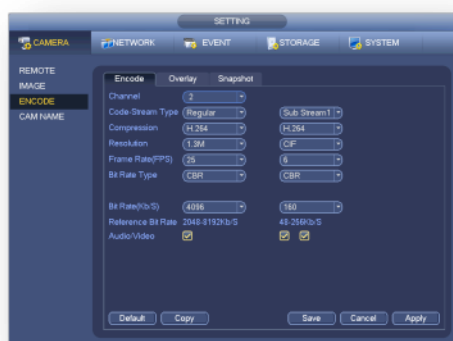 SETTING
CAMERA NETWORK EVENT STORAGE SYSTEM
REMOTE
IMAGE
ENCODE
CAM NAME
Encode Overlay Snapshot
Channel 2
Code-Stream Type Regular Sub Stream1
Compression H.264 H.264
Resolution 1.3M CIF
Frame Rate(FPS) 25 6
Bit Rate Type CBR CBR
Bit Rate(Kb/S) 4096 160
Reference Bit Rate 2048-8192Kb/S 48-256Kb/S
Audio/Video
Default Copy Save Cancel Apply